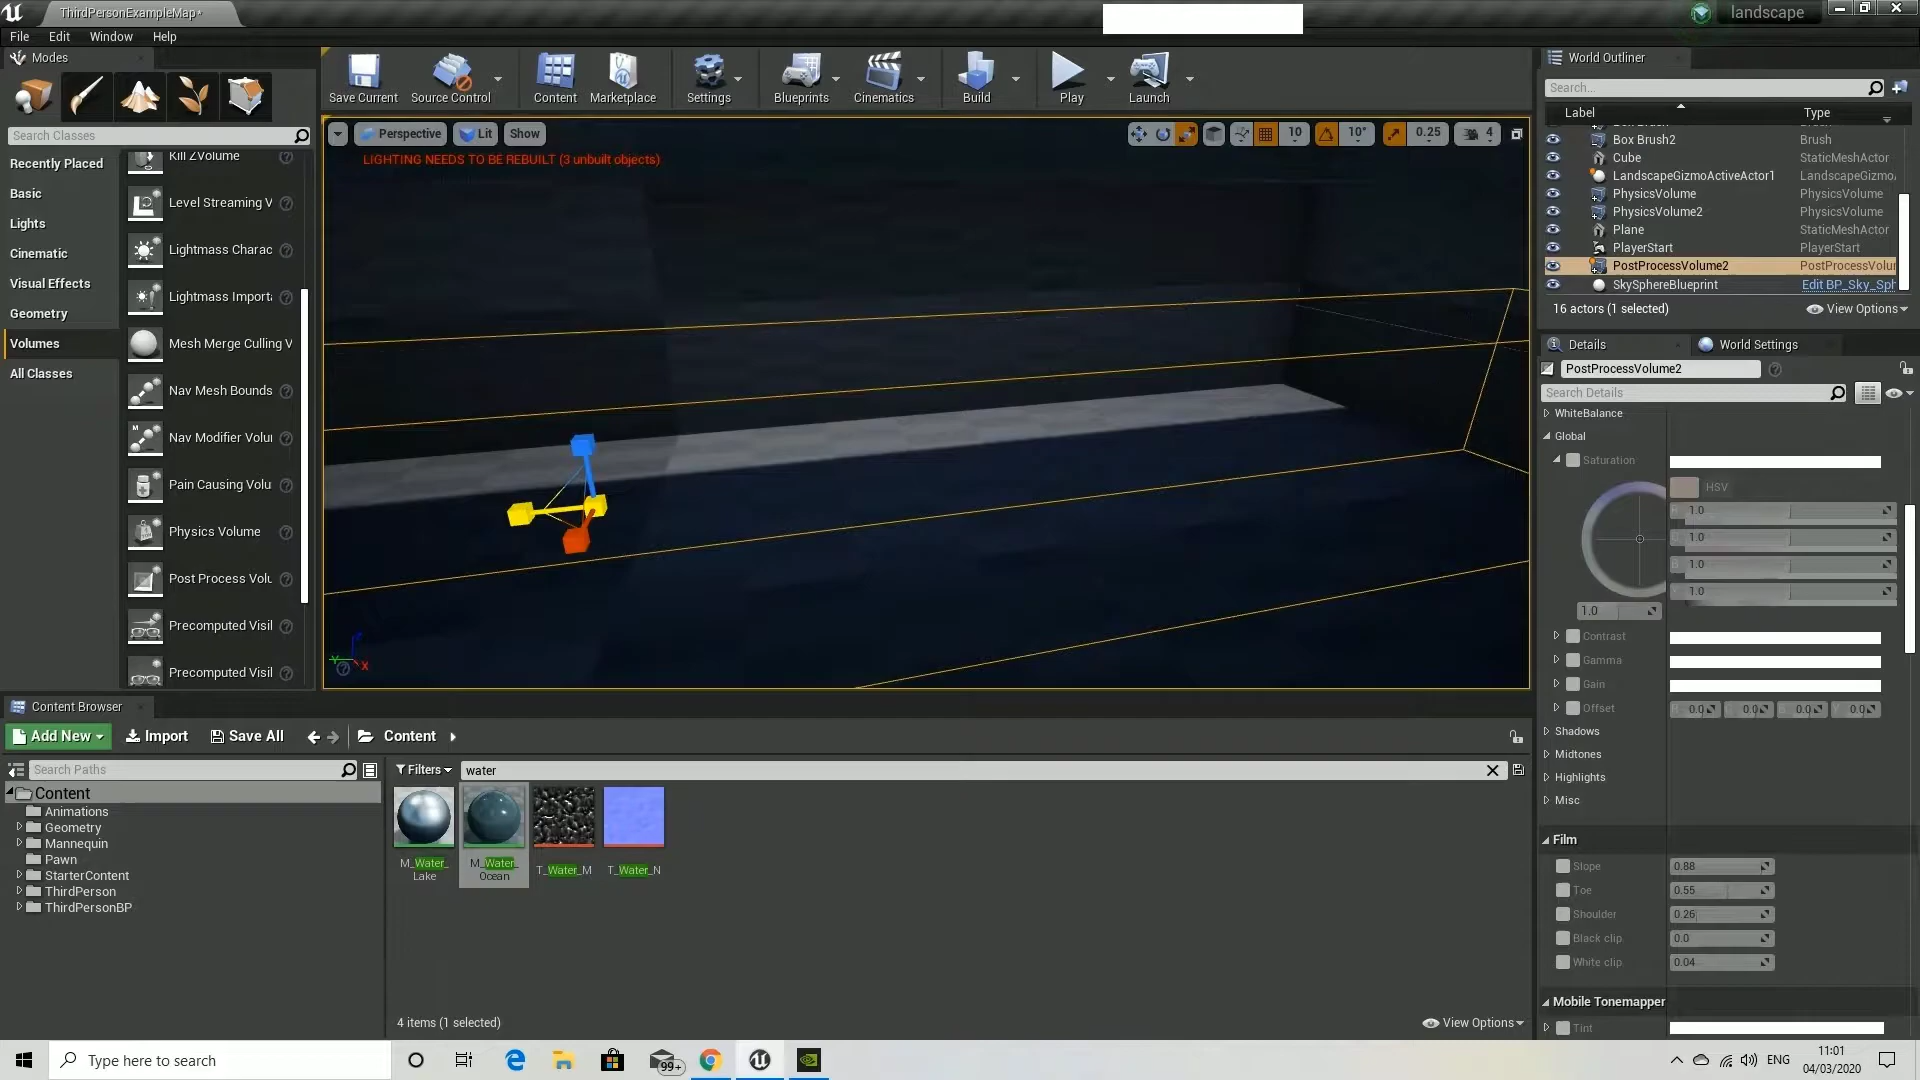 ThirdPersonExampleMap*
landscape
File Edit Window Help
Modes
Search Classes
Recently Placed
Basic
Lights
Cinematic
Visual Effects
Geometry
Volumes
All Classes
Kill ZVolume
Level Streaming V
Lightmass Charac
Lightmass Import
Mesh Merge Culling V
Nav Mesh Bounds
Nav Modifier Volu
Pain Causing Volu
Physics Volume
Post Process Volu
Precomputed Visil
Precomputed Visil
Save Current
Source Control
Content
Marketplace
Settings
Blueprints
Cinematics
Build
Play
Launch
Perspective Lit Show
10 10° 0.25 4
LIGHTING NEEDS TO BE REBUILT (3 unbuilt objects)
World Outliner
Search...
Label Type
Box Brush2 Brush
Cube StaticMeshActor
LandscapeGizmoActiveActor1 LandscapeGizmo
PhysicsVolume PhysicsVolume
PhysicsVolume2 PhysicsVolume
Plane StaticMeshActor
PlayerStart PlayerStart
PostProcessVolume2 PostProcessVolu
SkySphereBlueprint Edit BP_Sky_Sph
16 actors (1 selected) View Options
Details World Settings
PostProcessVolume2
Search Details
WhiteBalance
Global
Saturation
HSV
1.0
1.0
1.0
1.0
1.0
Contrast
Gamma
Gain
Offset 0.0 0.0 0.0 0.0
Shadows
Midtones
Highlights
Misc
Film
Slope 0.88
Toe 0.55
Shoulder 0.26
Black clip 0.0
White clip 0.04
Mobile Tonemapper
Tint
Content Browser
Add New Import Save All Content
Search Paths
Filters water
Content
Animations
Geometry
Mannequin
Pawn
StarterContent
ThirdPerson
ThirdPersonBP
M_Water_
Lake
M_Water_
Ocean
T_Water_M
T_Water_N
4 items (1 selected) View Options
Type here to search
99+
ENG
11:01
04/03/2020